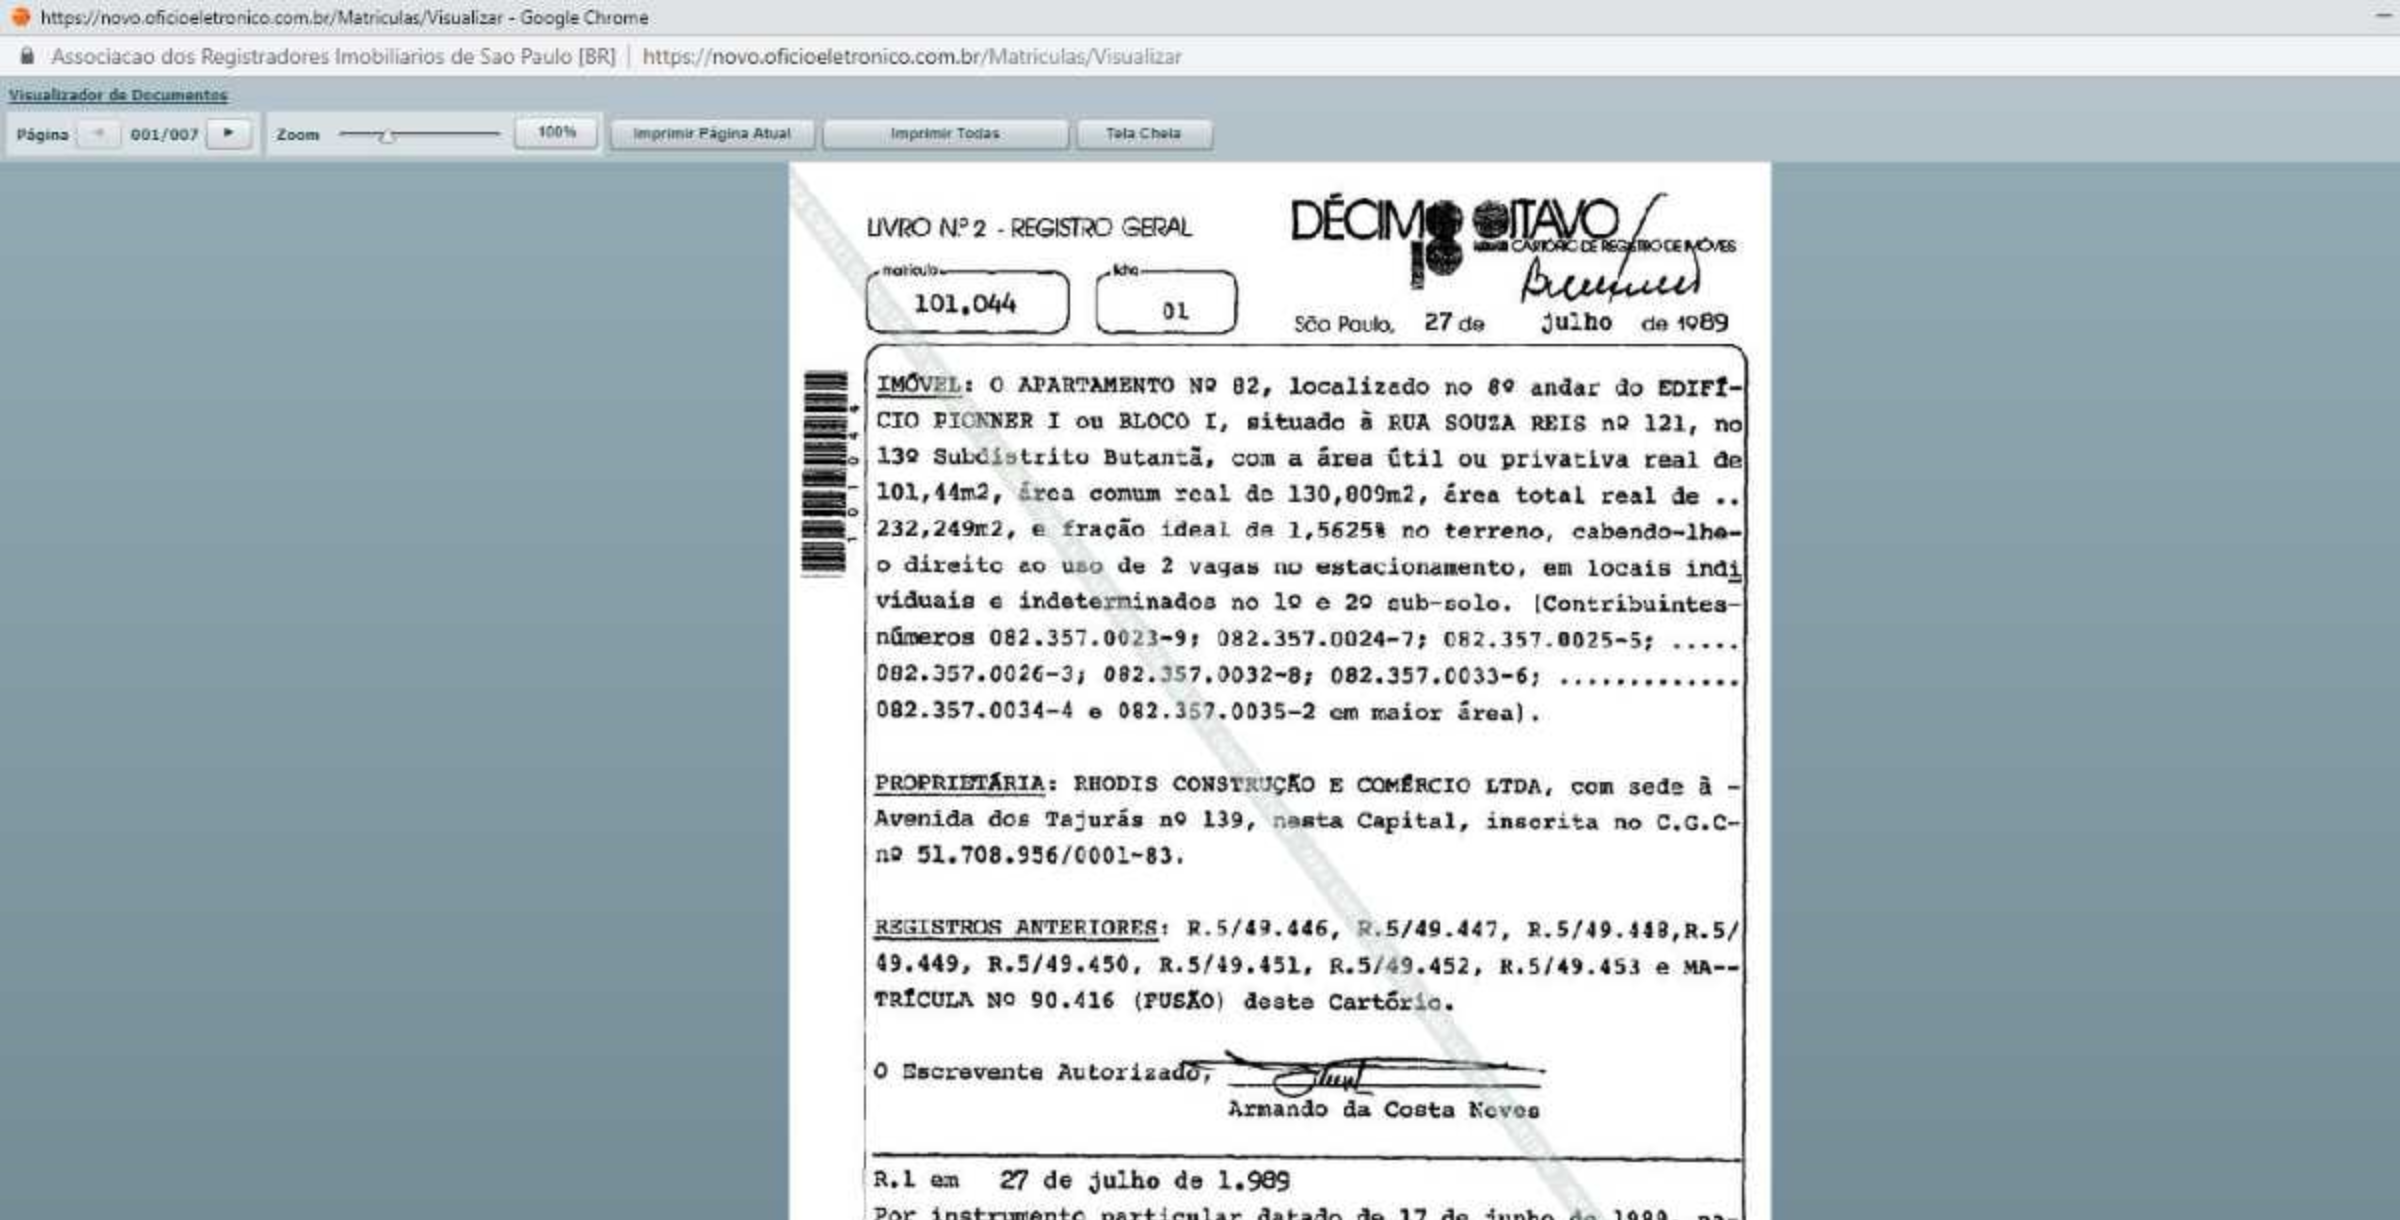 https://novo.oficioeletronico.com.br/Matriculas/Visualizar - Google Chrome
Associacao dos Registradores Imobiliarios de Sao Paulo [BR] | https://novo.oficioeletronico.com.br/Matriculas/Visualizar
Visualizador de Documentos
Página 001/007 Zoom 100% Imprimir Página Atual Imprimir Todas Tela Cheia
LIVRO N.º 2 - REGISTRO GERAL
DÉCIMO OITAVO
18
CARTÓRIO DE REGISTRO DE IMÓVEIS
matrícula
101.044
ficha
01
São Paulo, 27 de julho de 1989
101044
IMÓVEL: O APARTAMENTO Nº 82, localizado no 8º andar do EDIFÍ-
CIO PIONNER I ou BLOCO I, situado à RUA SOUZA REIS nº 121, no
13º Subdistrito Butantã, com a área útil ou privativa real de
101,44m2, área comum real de 130,809m2, área total real de ..
232,249m2, e fração ideal de 1,5625% no terreno, cabendo-lhe-
o direito ao uso de 2 vagas no estacionamento, em locais indi
viduais e indeterminados no 1º e 2º sub-solo. (Contribuintes-
números 082.357.0023-9; 082.357.0024-7; 082.357.0025-5; .....
082.357.0026-3; 082.357.0032-8; 082.357.0033-6; .............
082.357.0034-4 e 082.357.0035-2 em maior área).
PROPRIETÁRIA: RHODIS CONSTRUÇÃO E COMÉRCIO LTDA, com sede à -
Avenida dos Tajurás nº 139, nesta Capital, inscrita no C.G.C-
nº 51.708.956/0001-83.
REGISTROS ANTERIORES: R.5/49.446, R.5/49.447, R.5/49.448,R.5/
49.449, R.5/49.450, R.5/49.451, R.5/49.452, R.5/49.453 e MA--
TRÍCULA Nº 90.416 (FUSÃO) deste Cartório.
O Escrevente Autorizado,
Armando da Costa Neves
R.1 em 27 de julho de 1.989
Por instrumento particular datado de 17 de junho de 1989, pa-